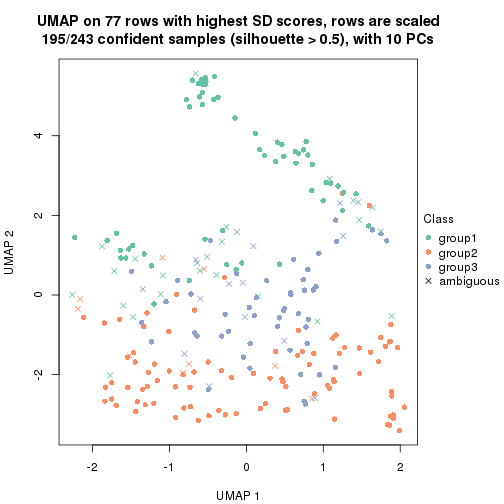 UMAP on 77 rows with highest SD scores, rows are scaled
195/243 confident samples (silhouette > 0.5), with 10 PCs
UMAP 2
4
2
0
-2
-2
-1
0
1
2
UMAP 1
Class
group1
group2
group3
ambiguous